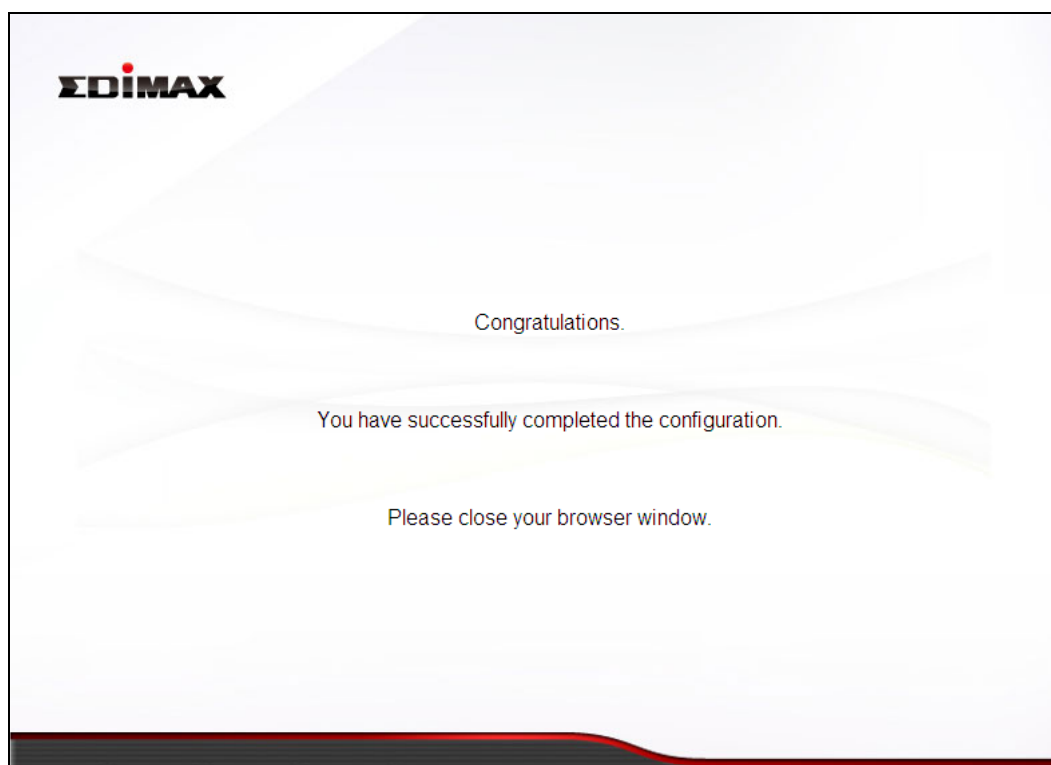 EDIMAX
Congratulations.
You have successfully completed the configuration.
Please close your browser window.